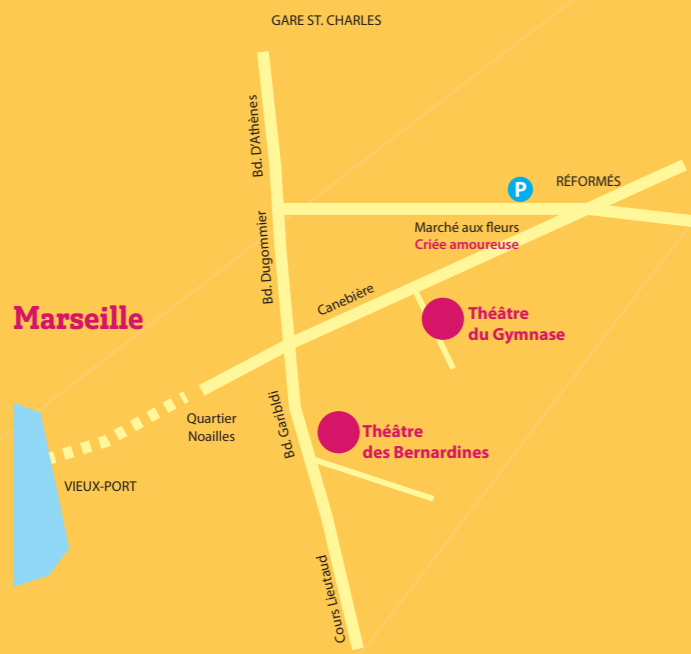 GARE ST. CHARLES
Bd. D'Athènes
P
RÉFORMÉS
Bd. Dugommier
Marché aux fleurs
Criée amoureuse
Canebière
Marseille
Théâtre
du Gymnase
Bd. Garibldi
Quartier
Noailles
Théâtre
des Bernardines
VIEUX-PORT
Cours Lieutaud